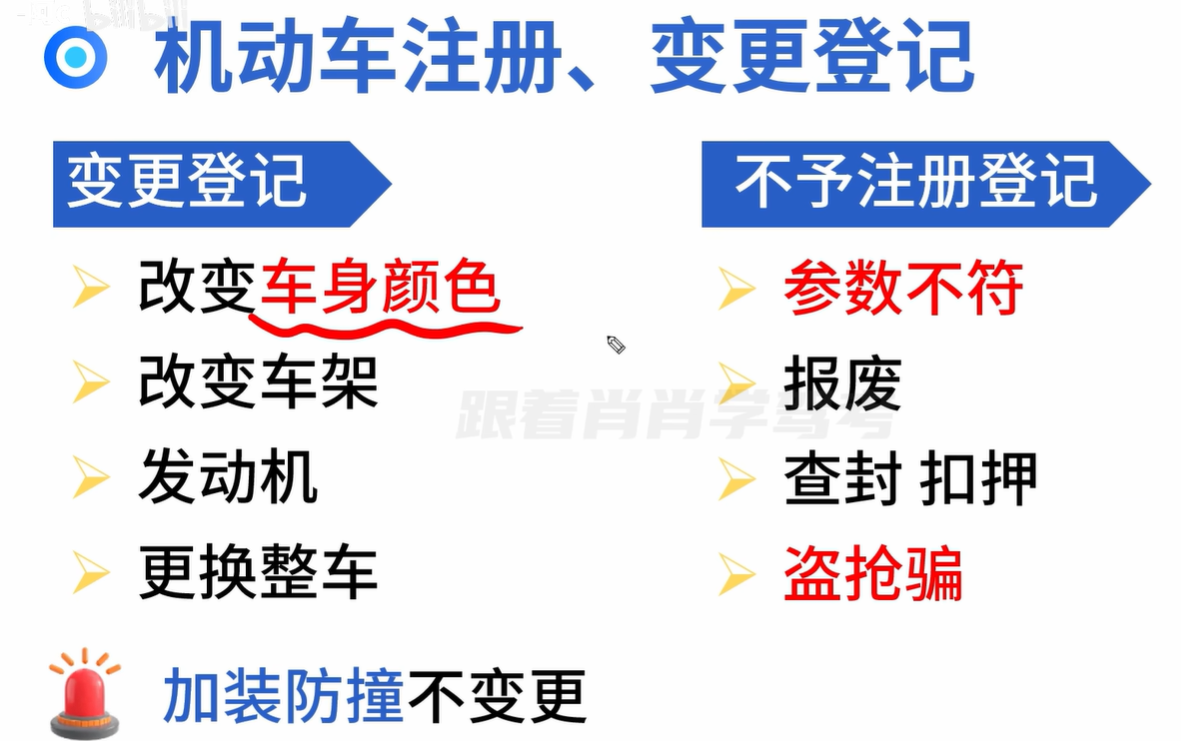 机动车注册、变更登记
变更登记
改变车身颜色
改变车架
发动机
更换整车
加装防撞不变更
不予注册登记
参数不符
报废
查封 扣押
盗抢骗
跟着肖肖学驾考